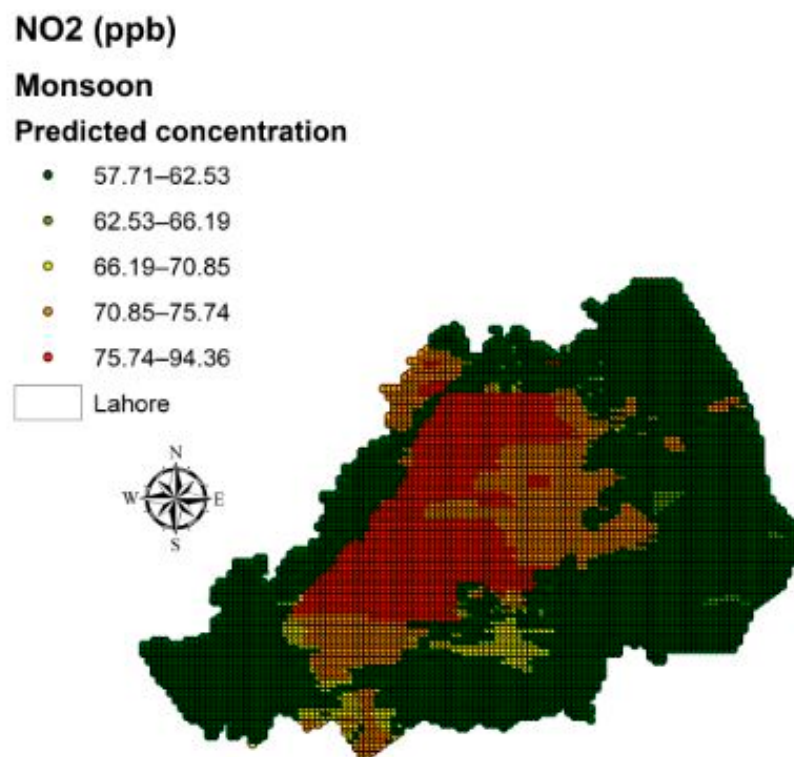 NO2 (ppb)
Monsoon
Predicted concentration
57.71–62.53
62.53–66.19
66.19–70.85
70.85–75.74
75.74–94.36
Lahore
N
W E
S